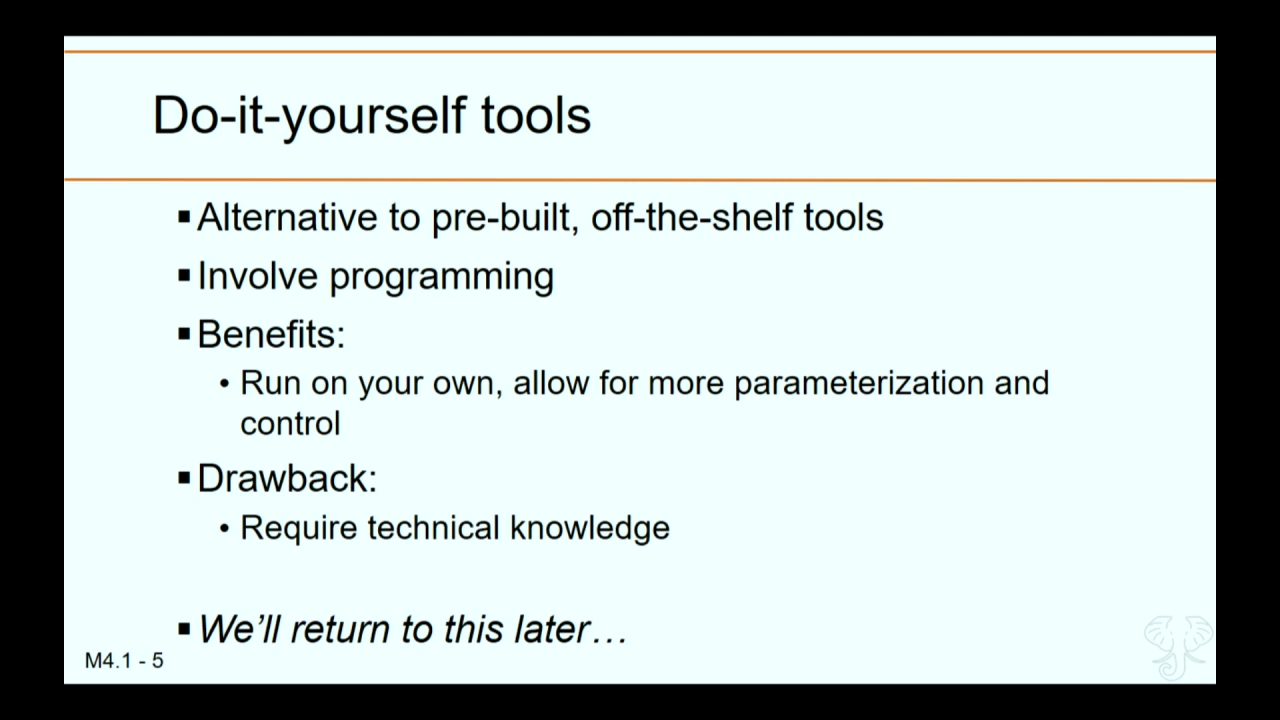 Do-it-yourself tools
▪ Alternative to pre-built, off-the-shelf tools
▪ Involve programming
▪ Benefits:
• Run on your own, allow for more parameterization and
control
▪ Drawback:
• Require technical knowledge
▪ We’ll return to this later…
M4.1 - 5